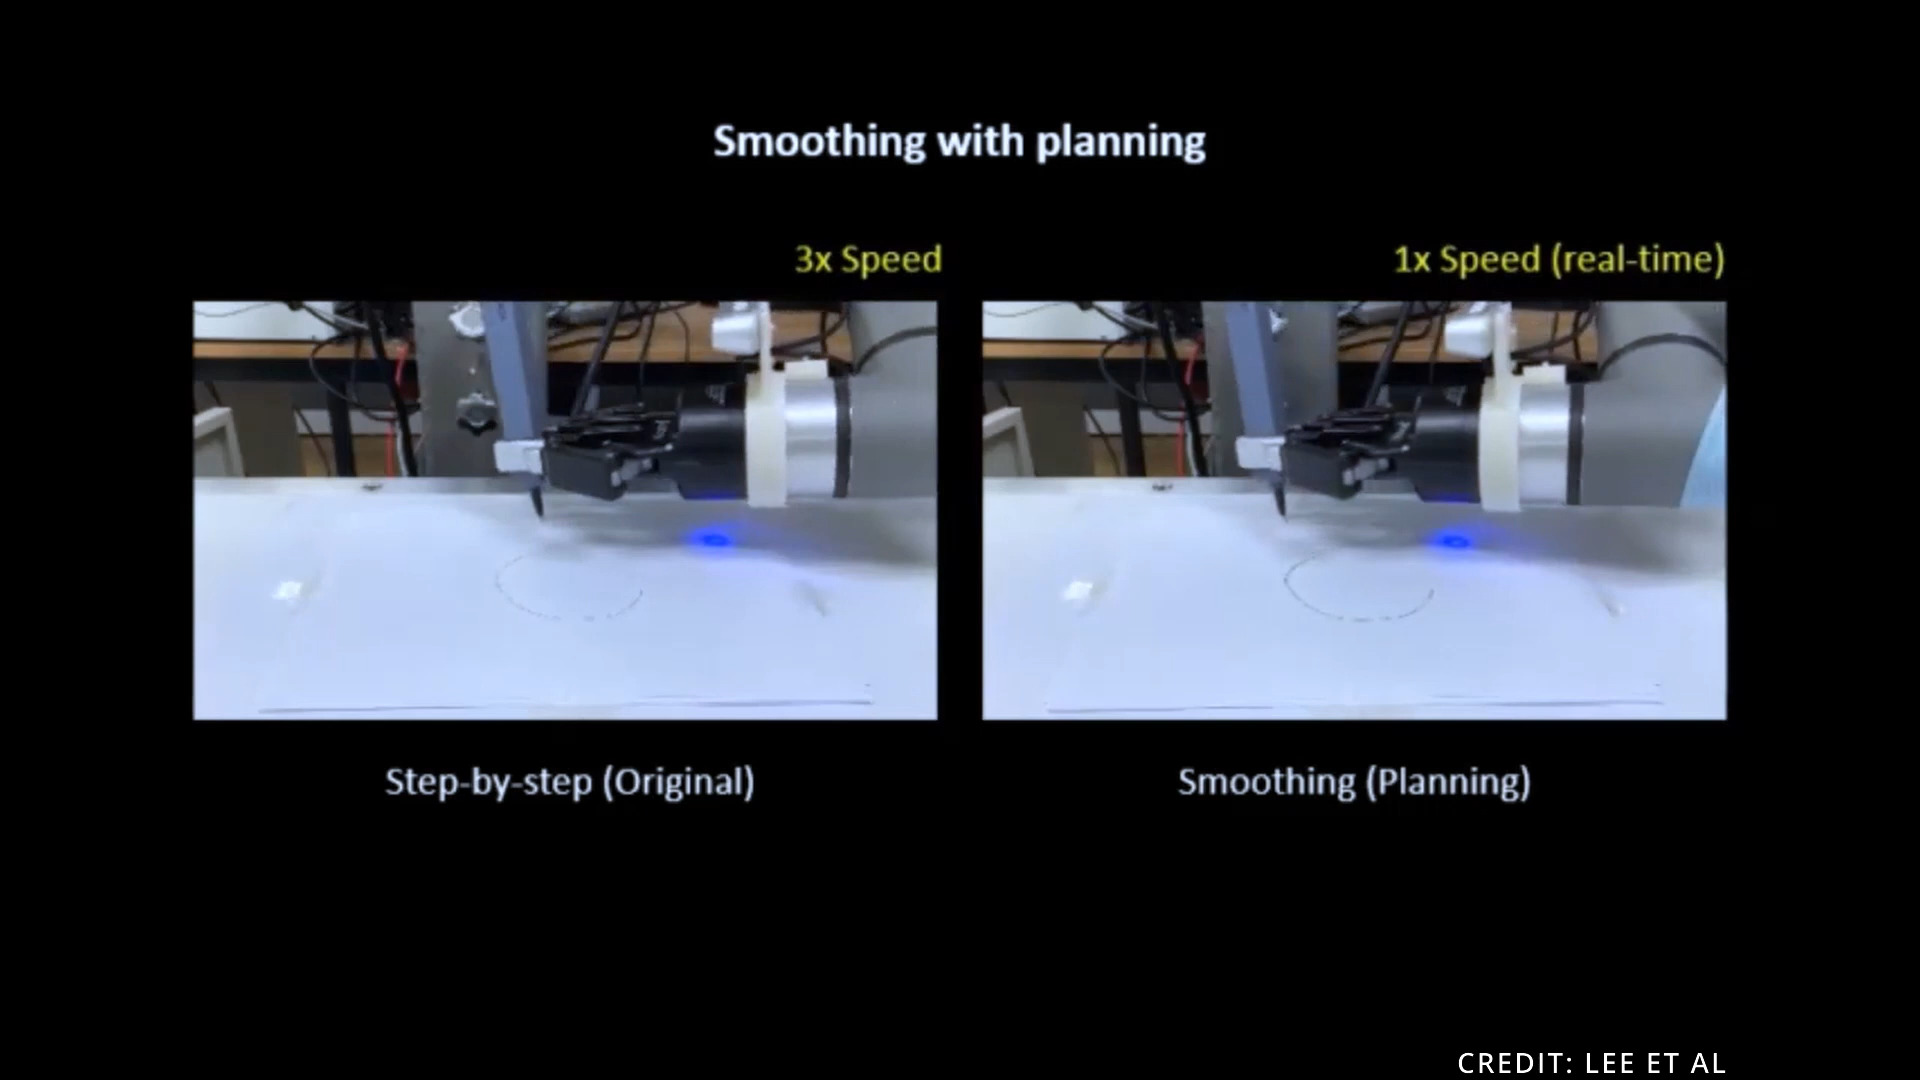 Smoothing with planning
3x Speed
1x Speed (real-time)
Step-by-step (Original)
Smoothing (Planning)
CREDIT: LEE ET AL